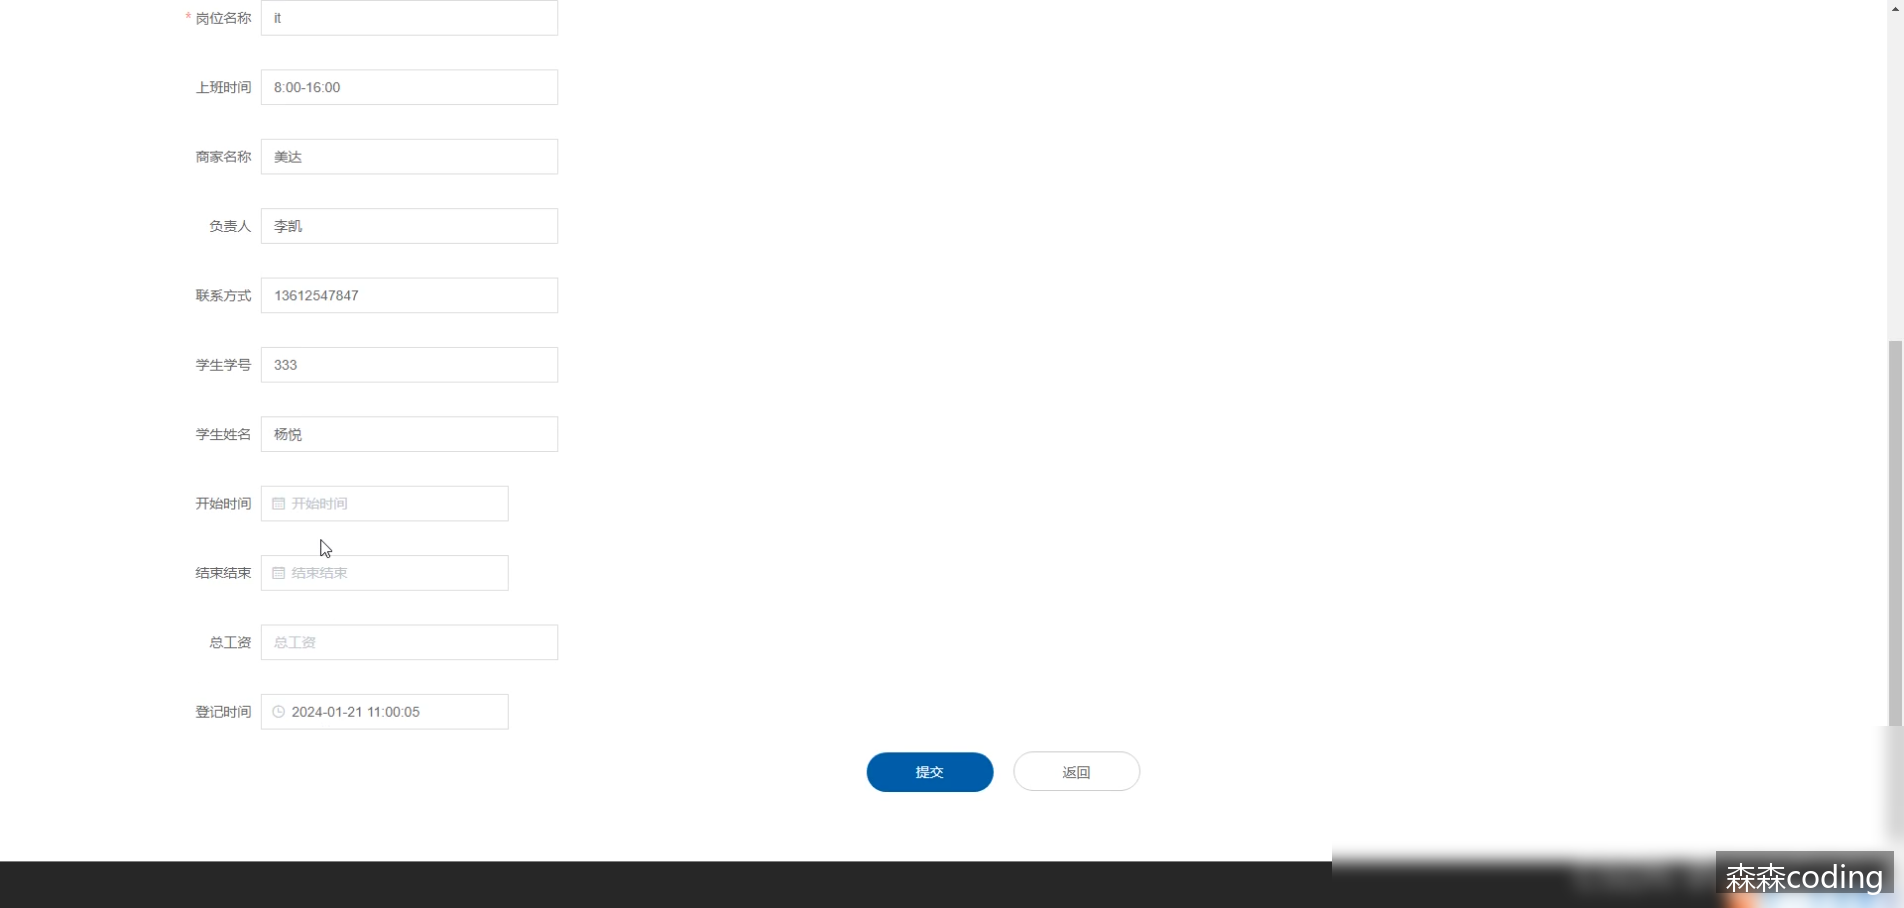 * 岗位名称 it
上班时间 8:00-16:00
商家名称 美达
负责人 李凯
联系方式 13612547847
学生学号 333
学生姓名 杨悦
开始时间 开始时间
结束结束 结束结束
总工资 总工资
登记时间 2024-01-21 11:00:05
提交 返回
森森coding